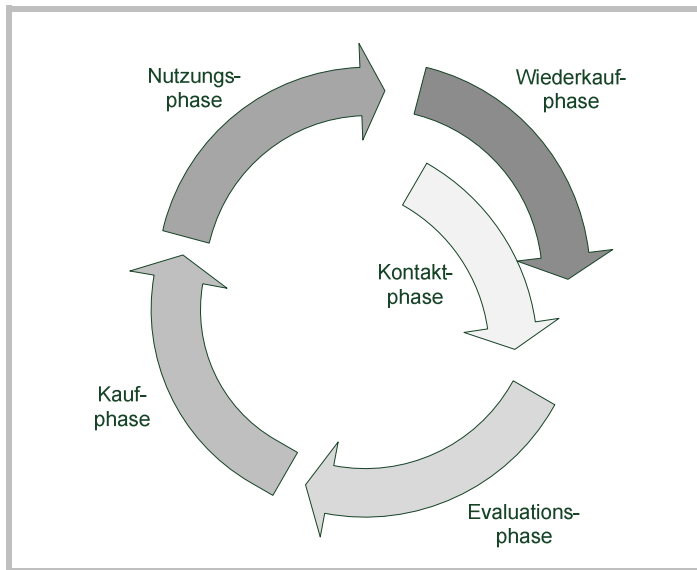 Nutzungs-
phase
Wiederkauf-
phase
Kontakt-
phase
Kauf-
phase
Evaluations-
phase